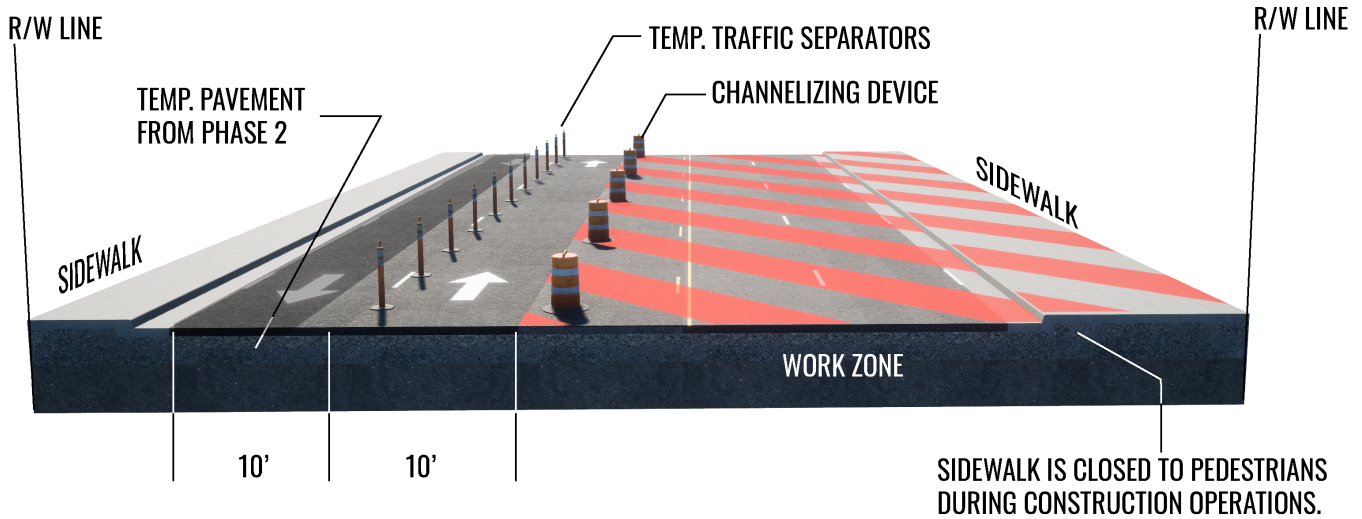 R/W LINE
R/W LINE
TEMP. TRAFFIC SEPARATORS
CHANNELIZING DEVICE
TEMP. PAVEMENT
FROM PHASE 2
SIDEWALK
SIDEWALK
WORK ZONE
10’
10’
SIDEWALK IS CLOSED TO PEDESTRIANS
DURING CONSTRUCTION OPERATIONS.